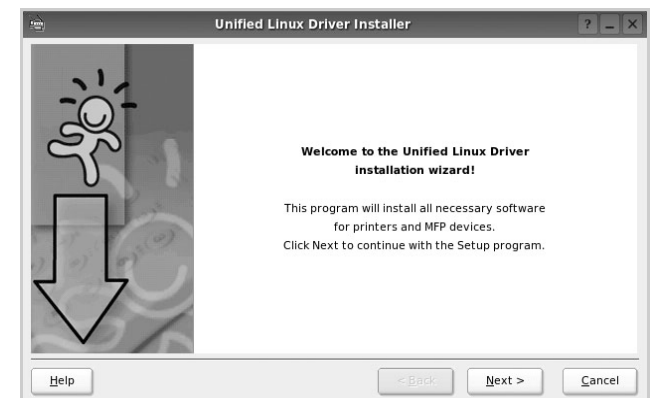 Unified Linux Driver Installer
Welcome to the Unified Linux Driver
installation wizard!
This program will install all necessary software
for printers and MFP devices.
Click Next to continue with the Setup program.
Help
< Back
Next >
Cancel